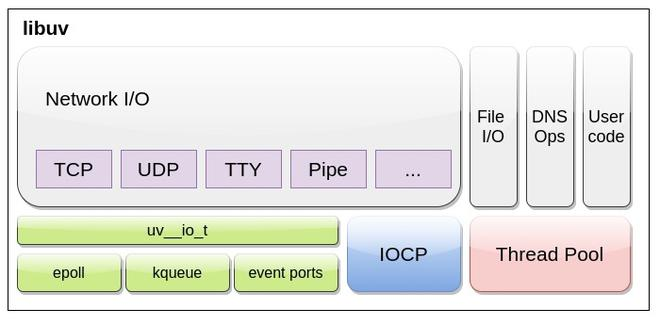 libuv
Network I/O
TCP
UDP
TTY
Pipe
...
File
I/O
DNS
Ops
User
code
uv__io_t
epoll
kqueue
event ports
IOCP
Thread Pool